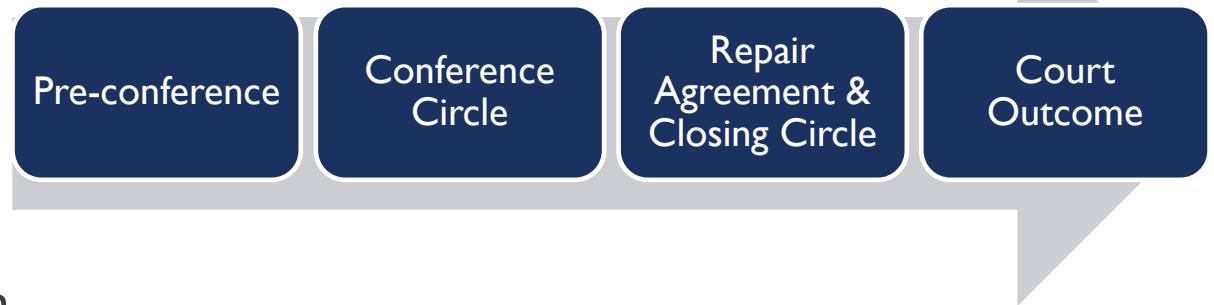 Pre-conference
Conference
Circle
Repair
Agreement &
Closing Circle
Court
Outcome